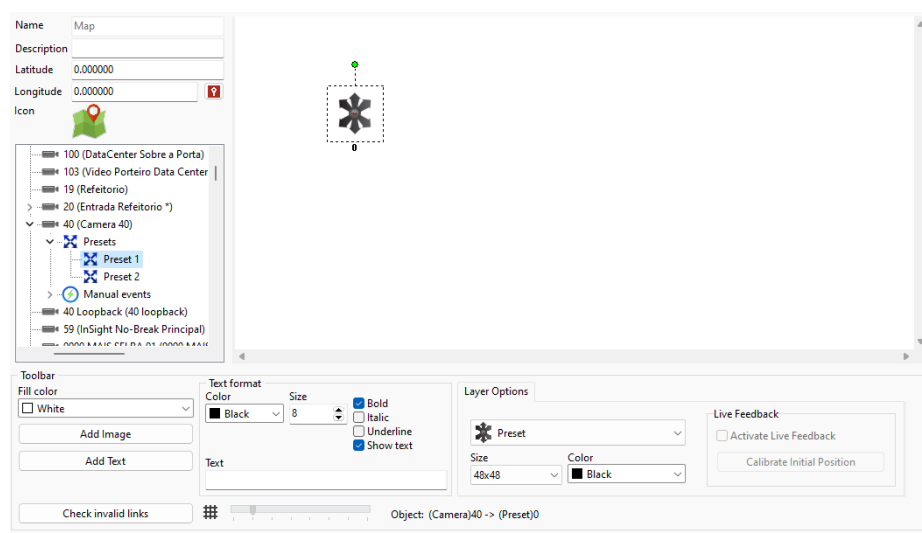 Name Map
Description
Latitude 0.000000
Longitude 0.000000
Icon
100 (DataCenter Sobre a Porta)
103 (Video Porteiro Data Center
19 (Refeitorio)
20 (Entrada Refeitorio *)
40 (Camera 40)
Presets
Preset 1
Preset 2
Manual events
40 Loopback (40 loopback)
59 (InSight No-Break Principal)
0
Toolbar
Fill color
White
Add Image
Add Text
Check invalid links
Text format
Color Size
Black 8
Bold
Italic
Underline
Show text
Text
Layer Options
Preset
Size Color
48x48 Black
Live Feedback
Activate Live Feedback
Calibrate Initial Position
Object: (Camera)40 -> (Preset)0